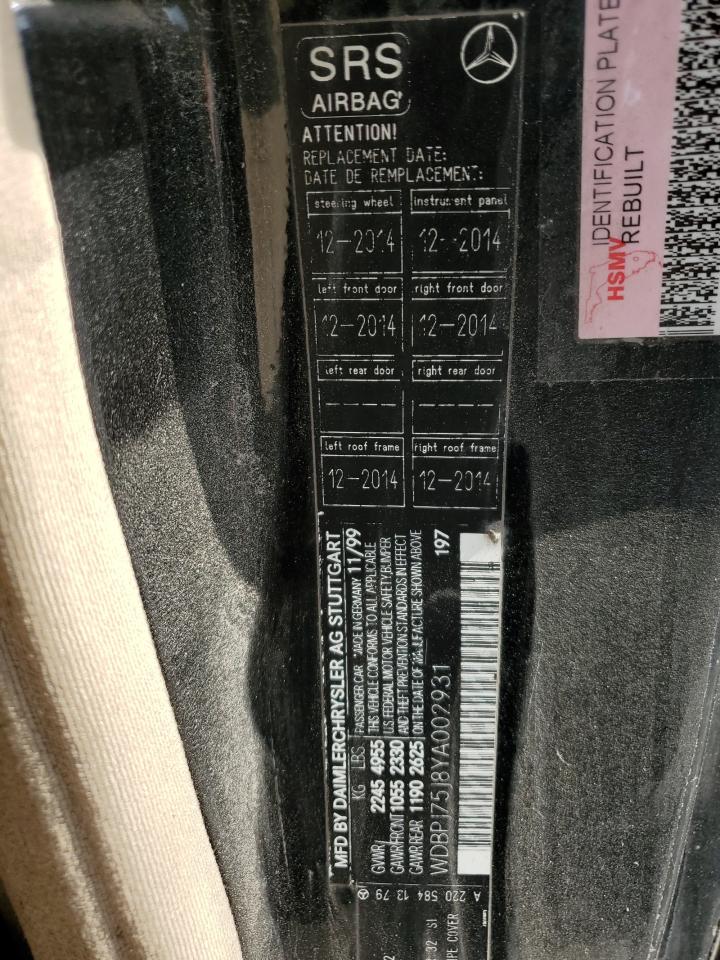 SRS
AIRBAG
ATTENTION!
REPLACEMENT DATE:
DATE DE REMPLACEMENT:
steering wheel instrument panel
12-2014 12-2014
left front door right front door
12-2014 12-2014
left rear door right rear door
left roof frame right roof frame
12-2014 12-2014
MFD BY DAIMLERCHRYSLER AG STUTTGART
PASSENGER CAR MADE IN GERMANY 11/99
KG LBS THIS VEHICLE CONFORMS TO ALL APPLICABLE
GVWR 2245 4955 U.S. FEDERAL MOTOR VEHICLE SAFETY, BUMPER
GAWR/FRONT 1055 2330 AND THEFT PREVENTION STANDARDS IN EFFECT
GAWR/REAR 1190 2625 ON THE DATE OF MANUFACTURE SHOWN ABOVE
WDBPJ75J8YA002931 197
A 220 584 13 79
IDENTIFICATION PLATE
REBUILT
HSMV
COVER